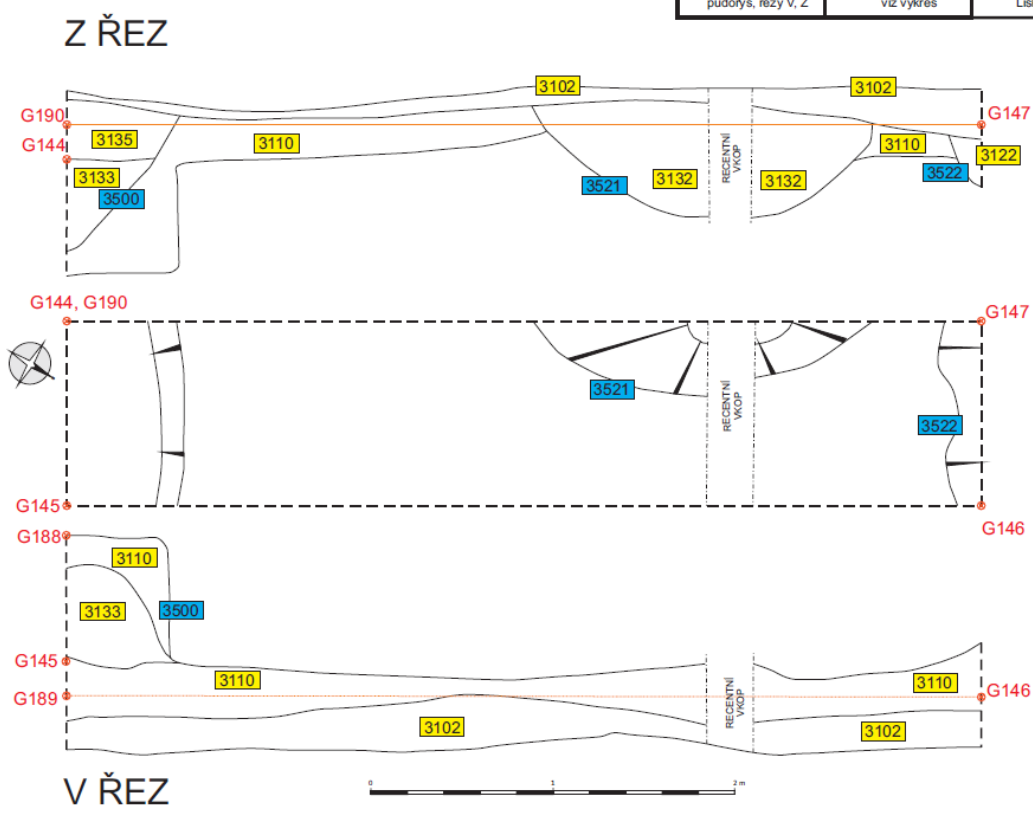 půdorys, řezy V, Z
viz výkres
Z ŘEZ
3102
3102
G190
G147
3135
3110
3110
G144
3122
3133
3500
3521
3132
RECENTNÍ
VKOP
3132
3522
G144, G190
G147
3521
RECENTNÍ
VKOP
3522
G145
G146
G188
3110
3133
3500
G145
3110
RECENTNÍ
VKOP
3110
G189
G146
3102
3102
0
1
2 m
V ŘEZ